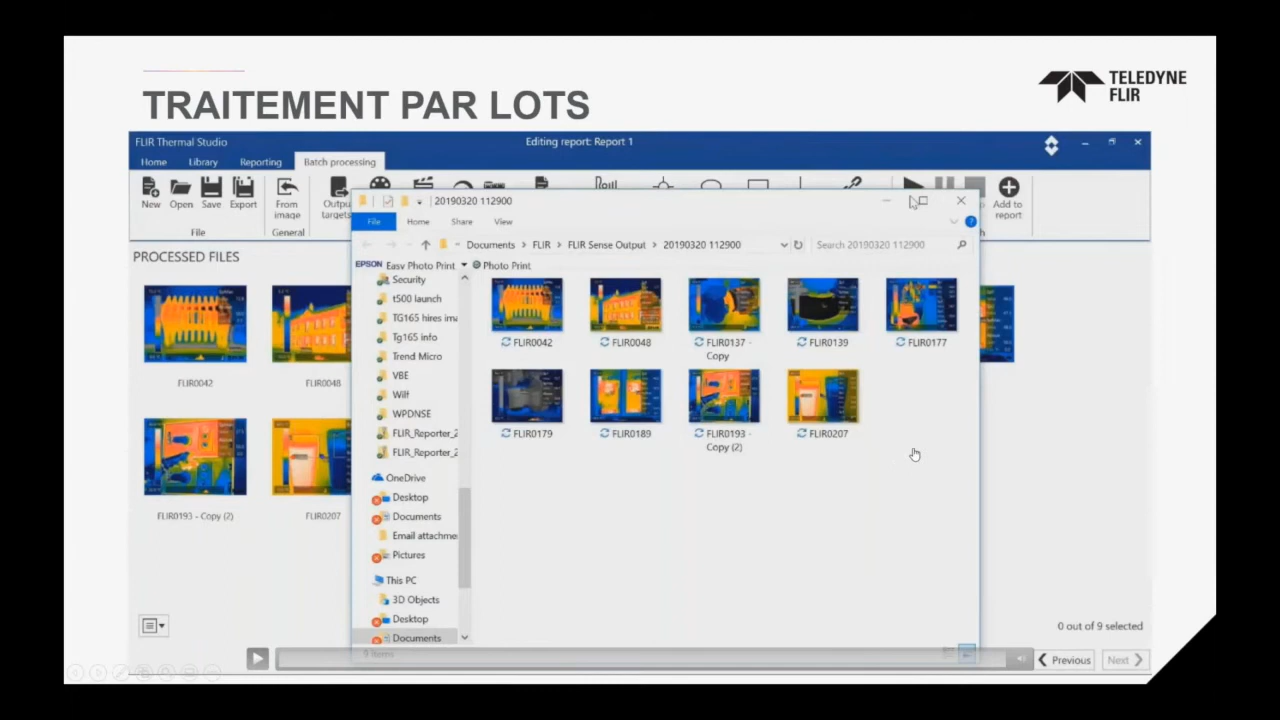 TRAITEMENT PAR LOTS
TELEDYNE
FLIR
FLIR Thermal Studio
Editing report: Report 1
Home Library Reporting Batch processing
New Open Save Export From image Output targets Add to report
File General
PROCESSED FILES
FLIR0042 FLIR0048
FLIR0193 - Copy (2) FLIR0207
20190320 112900
File Home Share View
Documents > FLIR > FLIR Sense Output > 20190320 112900
Search 20190320 112900
EPSON Easy Photo Print Photo Print
Security
t500 launch
TG165 hires ima
Tg165 info
Trend Micro
VBE
Wilf
WPDNSE
FLIR_Reporter_2
FLIR_Reporter_2
OneDrive
Desktop
Documents
Email attachme
Pictures
This PC
3D Objects
Desktop
Documents
FLIR0042 FLIR0048 FLIR0137 - FLIR0139 FLIR0177
Copy
FLIR0179 FLIR0189 FLIR0193 - FLIR0207
Copy (2)
9 items
0 out of 9 selected
Previous Next